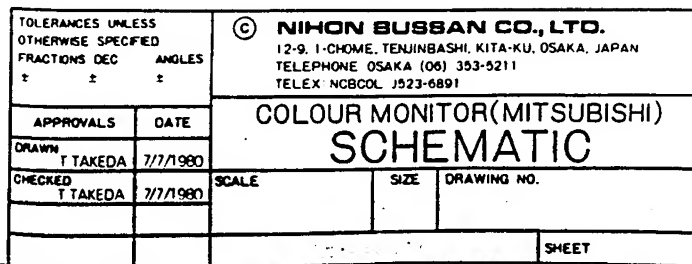 TOLERANCES UNLESS
OTHERWISE SPECIFIED
FRACTIONS DEC ANGLES
± ± ±
© NIHON BUSSAN CO., LTD.
12-9, 1-CHOME, TENJINBASHI, KITA-KU, OSAKA, JAPAN
TELEPHONE OSAKA (06) 353-5211
TELEX NCBCOL J523-6891
APPROVALS DATE
DRAWN
T TAKEDA 7/7/1980
CHECKED
T TAKEDA 7/7/1980
COLOUR MONITOR(MITSUBISHI)
SCHEMATIC
SCALE SIZE DRAWING NO.
SHEET